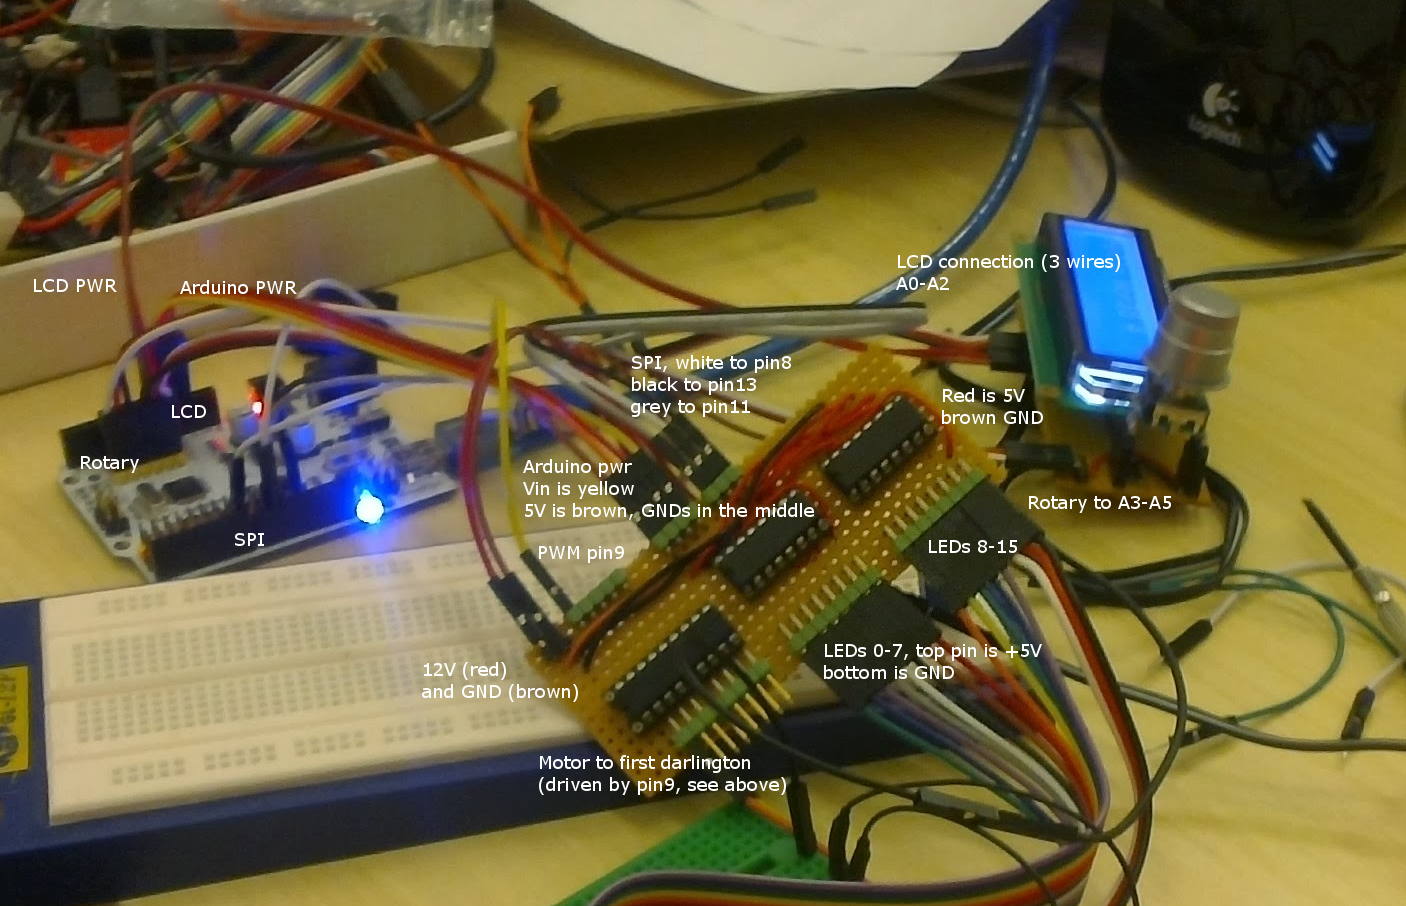 Logitech
LCD connection (3 wires)
A0-A2
LCD PWR
Arduino PWR
SPI, white to pin8
black to pin13
grey to pin11
Red is 5V
brown GND
LCD
Rotary
Arduino pwr
Vin is yellow
5V is brown, GNDs in the middle
Rotary to A3-A5
SPI
PWM pin9
LEDs 8-15
LEDs 0-7, top pin is +5V
bottom is GND
12V (red)
and GND (brown)
Motor to first darlington
(driven by pin9, see above)